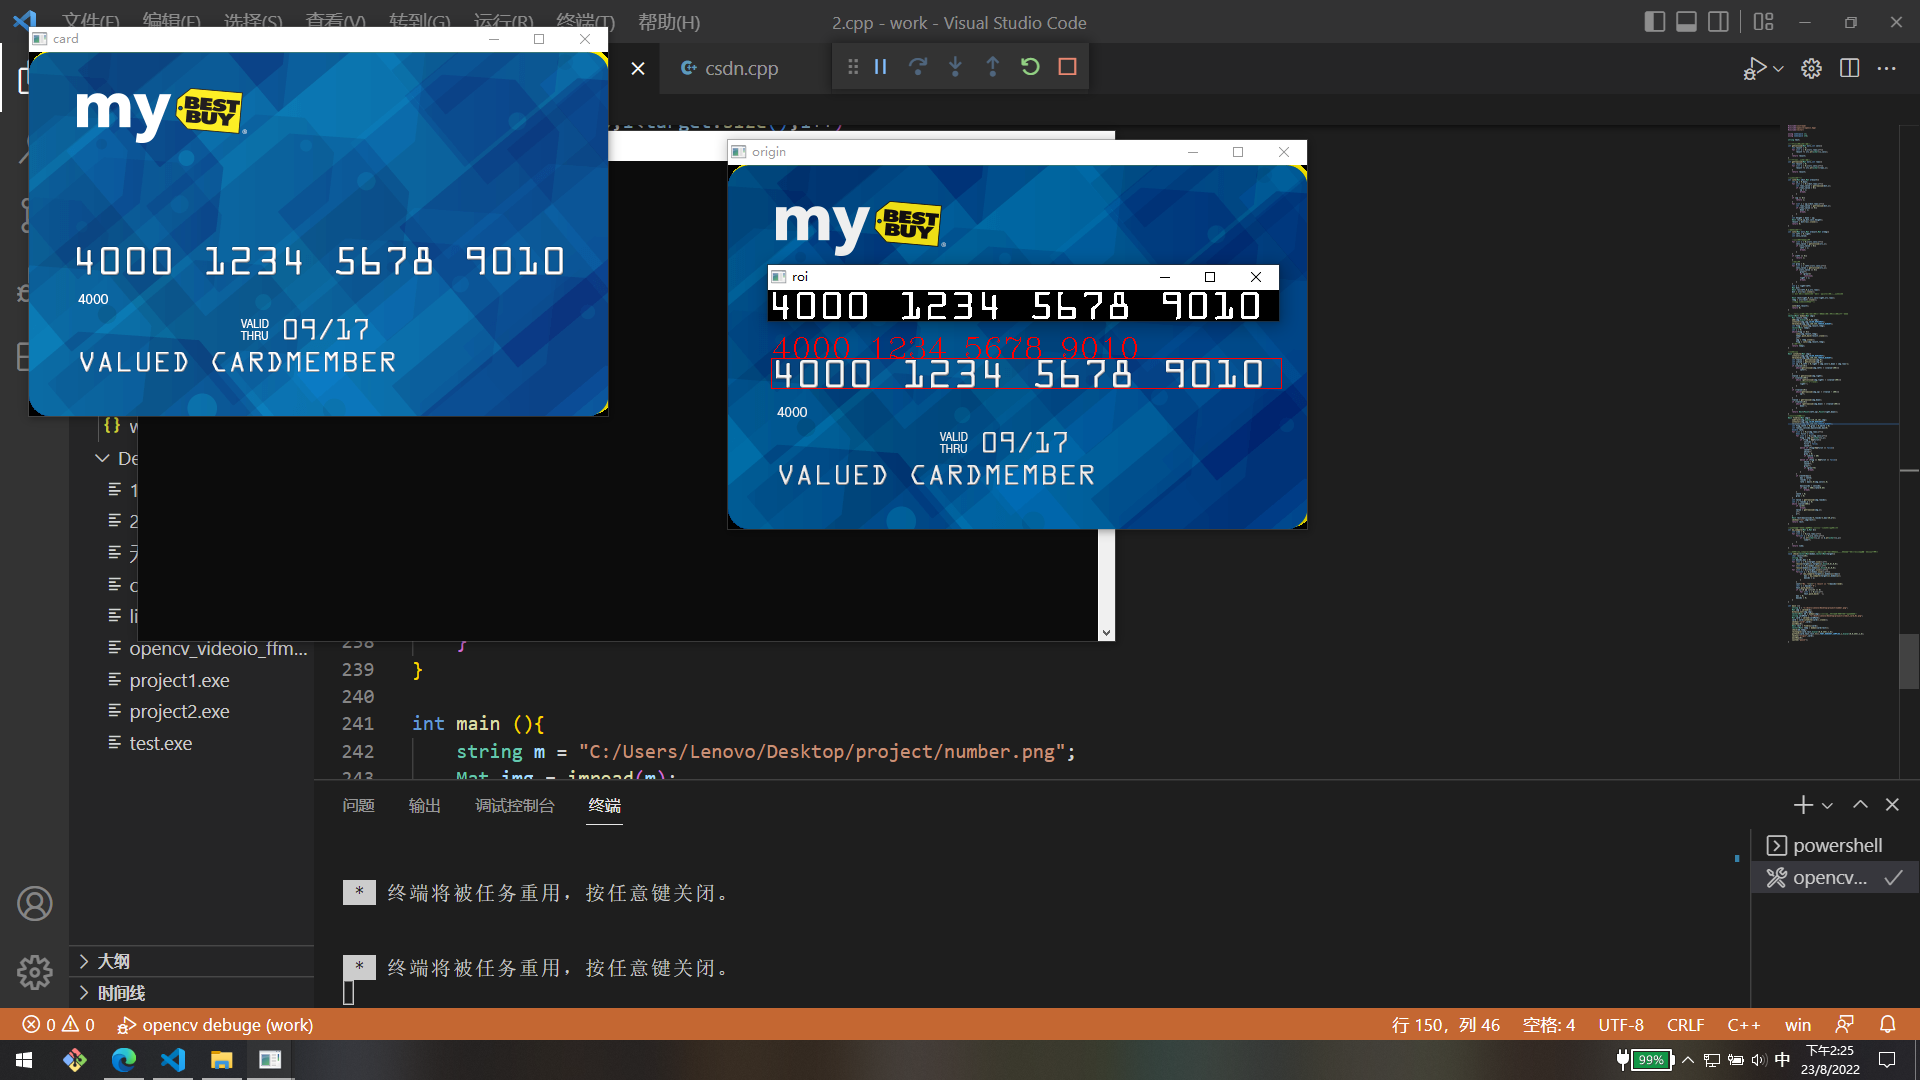 文件(F) 编辑(E) 选择(S) 查看(V) 转到(G) 运行(R) 终端(T) 帮助(H)
2.cpp - work - Visual Studio Code
card
my BEST BUY
4000 1234 5678 9010
4000
VALID THRU 09/17
VALUED CARDMEMBER
csdn.cpp
origin
my BEST BUY
roi
4000 1234 5678 9010
4000 1234 5678 9010
4000 1234 5678 9010
4000
VALID THRU 09/17
VALUED CARDMEMBER
{} w
De
1
2
opencv_videoio_ffm...
project1.exe
project2.exe
test.exe
238 }
239 }
240
241 int main (){
242 string m = "C:/Users/Lenovo/Desktop/project/number.png";
243 Mat img = imread(m);
问题 输出 调试控制台 终端
powershell
opencv...
* 终端将被任务重用，按任意键关闭。
* 终端将被任务重用，按任意键关闭。
大纲
时间线
0 0 opencv debuge (work)
行 150，列 46 空格: 4 UTF-8 CRLF C++ win
99% 中 下午2:25
23/8/2022